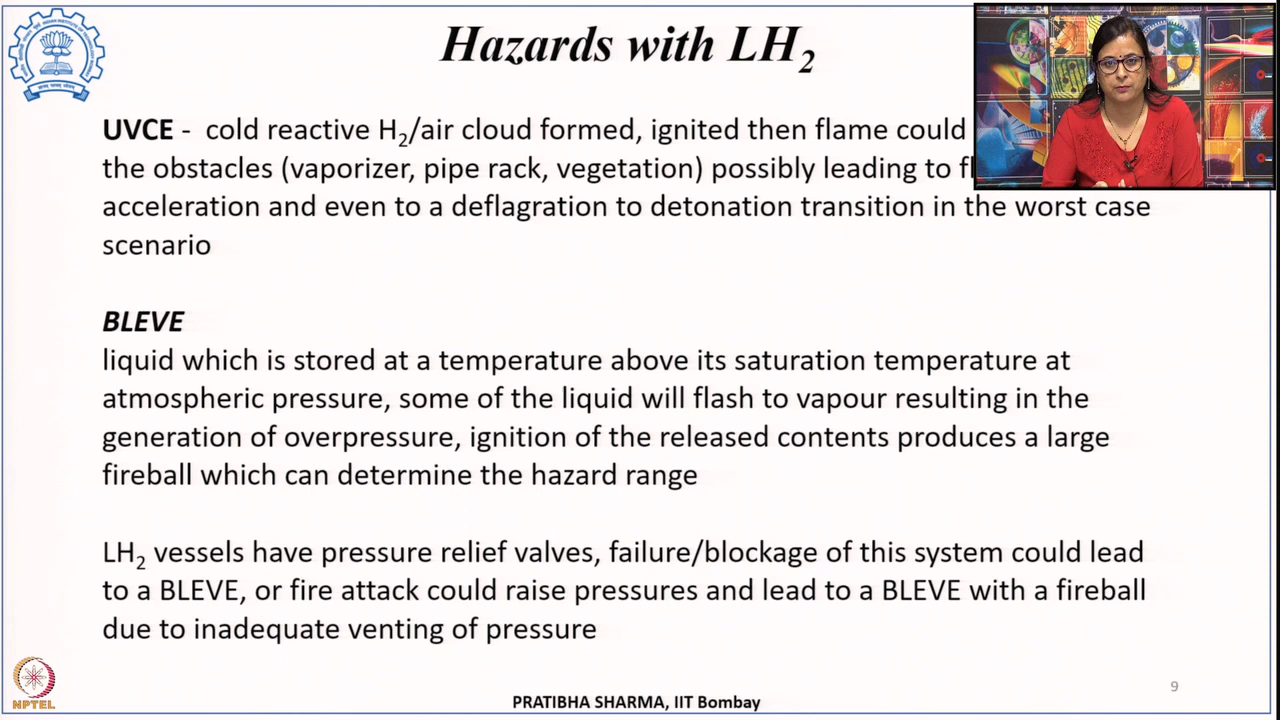 Hazards with LH2
UVCE - cold reactive H2/air cloud formed, ignited then flame could
the obstacles (vaporizer, pipe rack, vegetation) possibly leading to
acceleration and even to a deflagration to detonation transition in the worst case
scenario
BLEVE
liquid which is stored at a temperature above its saturation temperature at
atmospheric pressure, some of the liquid will flash to vapour resulting in the
generation of overpressure, ignition of the released contents produces a large
fireball which can determine the hazard range
LH2 vessels have pressure relief valves, failure/blockage of this system could lead
to a BLEVE, or fire attack could raise pressures and lead to a BLEVE with a fireball
due to inadequate venting of pressure
9
NPTEL
PRATIBHA SHARMA, IIT Bombay